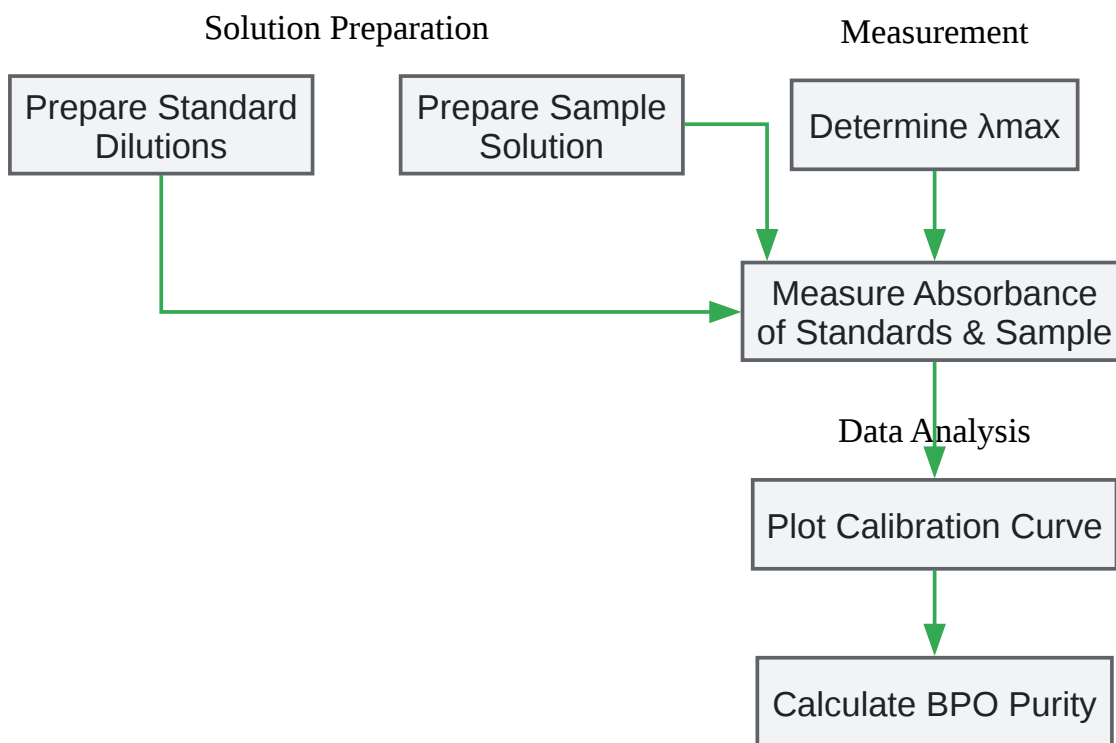 Solution Preparation
Measurement
Prepare Standard
Dilutions
Prepare Sample
Solution
Determine λmax
Measure Absorbance
of Standards & Sample
Data Analysis
Plot Calibration Curve
Calculate BPO Purity